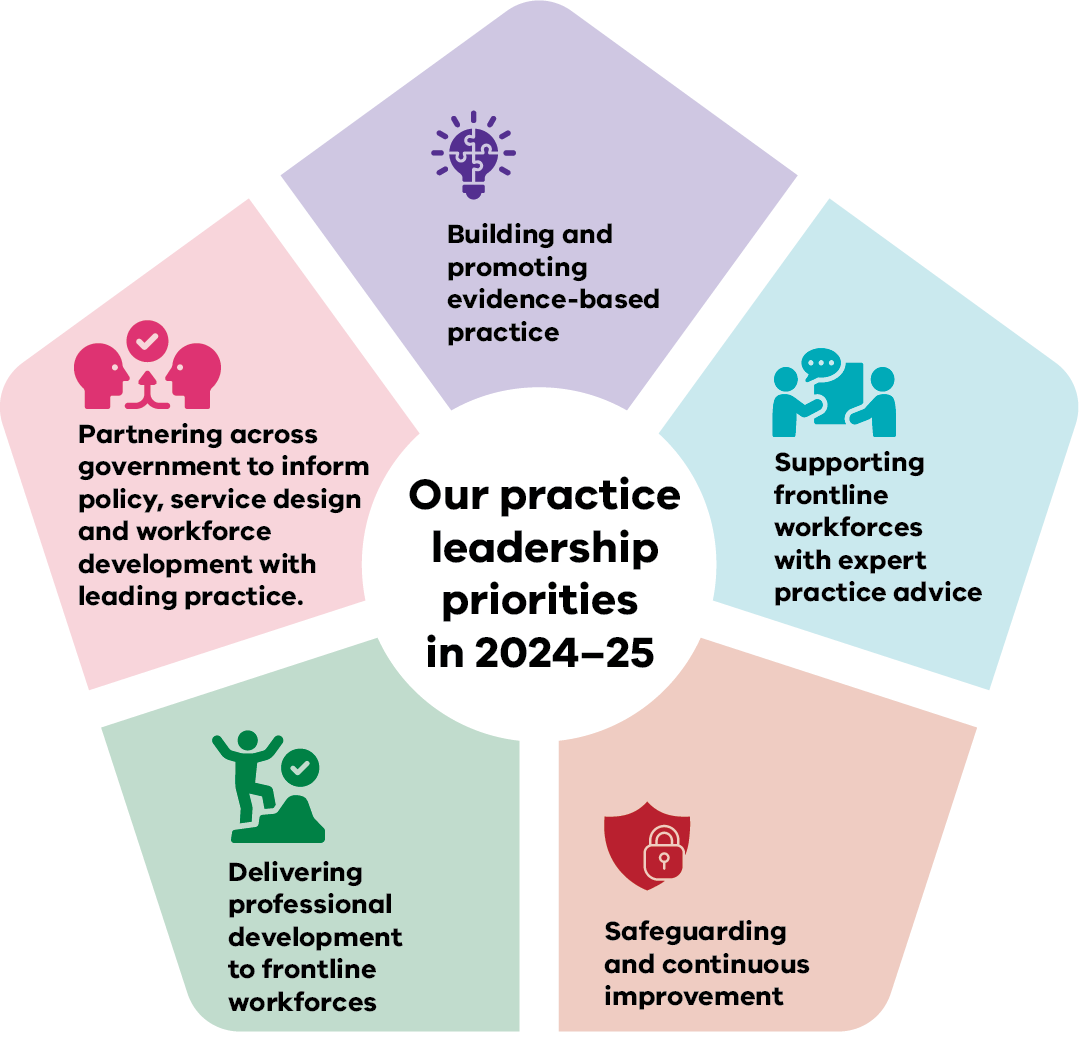 Building and
promoting
evidence-based
practice
Partnering across
government to inform
policy, service design
and workforce
development with
leading practice.
Our practice
leadership
priorities
in 2024–25
Supporting
frontline
workforces
with expert
practice advice
Delivering
professional
development
to frontline
workforces
Safeguarding
and continuous
improvement